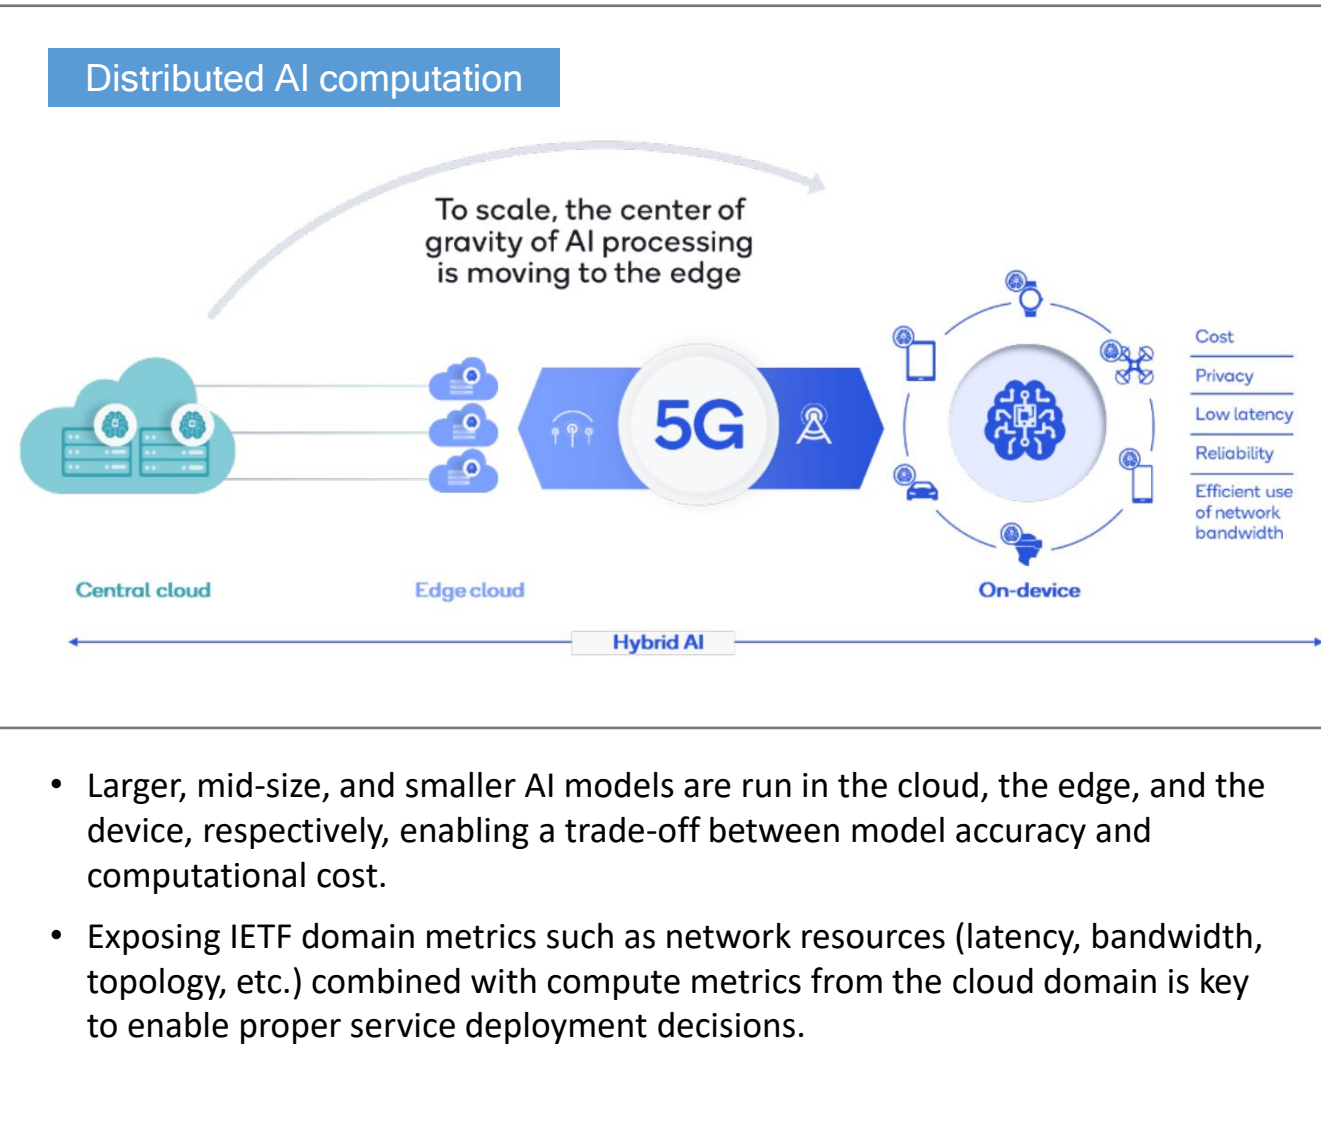 Distributed AI computation
To scale, the center of
gravity of AI processing
is moving to the edge
5G
Cost
Privacy
Low latency
Reliability
Efficient use
of network
bandwidth
Central cloud
Edge cloud
On-device
Hybrid AI
• Larger, mid-size, and smaller AI models are run in the cloud, the edge, and the
device, respectively, enabling a trade-off between model accuracy and
computational cost.
• Exposing IETF domain metrics such as network resources (latency, bandwidth,
topology, etc.) combined with compute metrics from the cloud domain is key
to enable proper service deployment decisions.